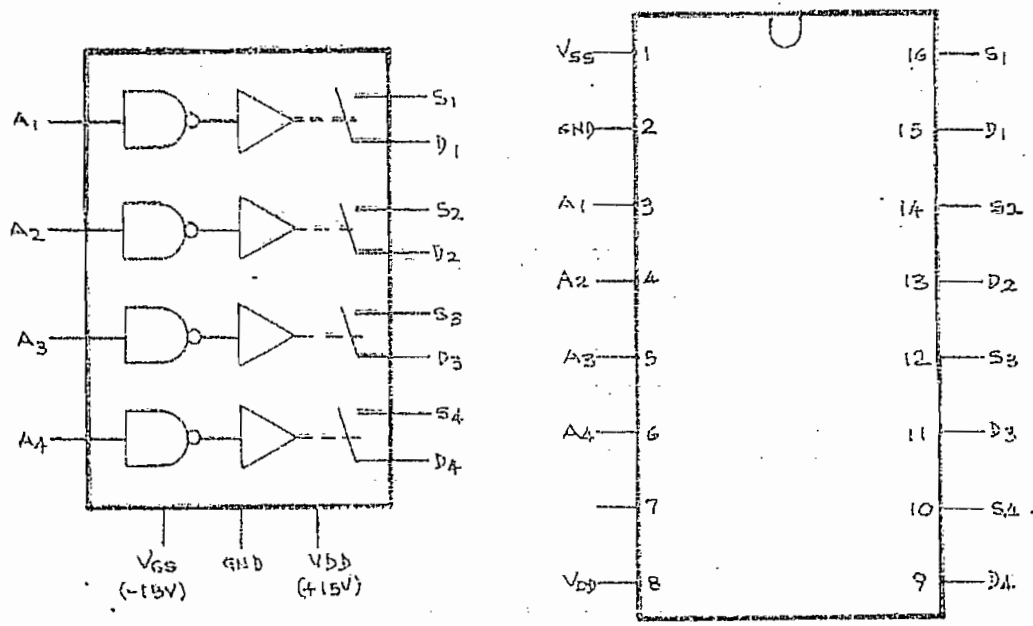 A1 S1
D1
A2 S2
D2
A3 S3
D3
A4 S4
D4
VSS GND VDD
(-15V) (+15V)
VSS 1 16 S1
GND 2 15 D1
A1 3 14 S2
A2 4 13 D2
A3 5 12 S3
A4 6 11 D3
7 10 S4
VDD 8 9 D4